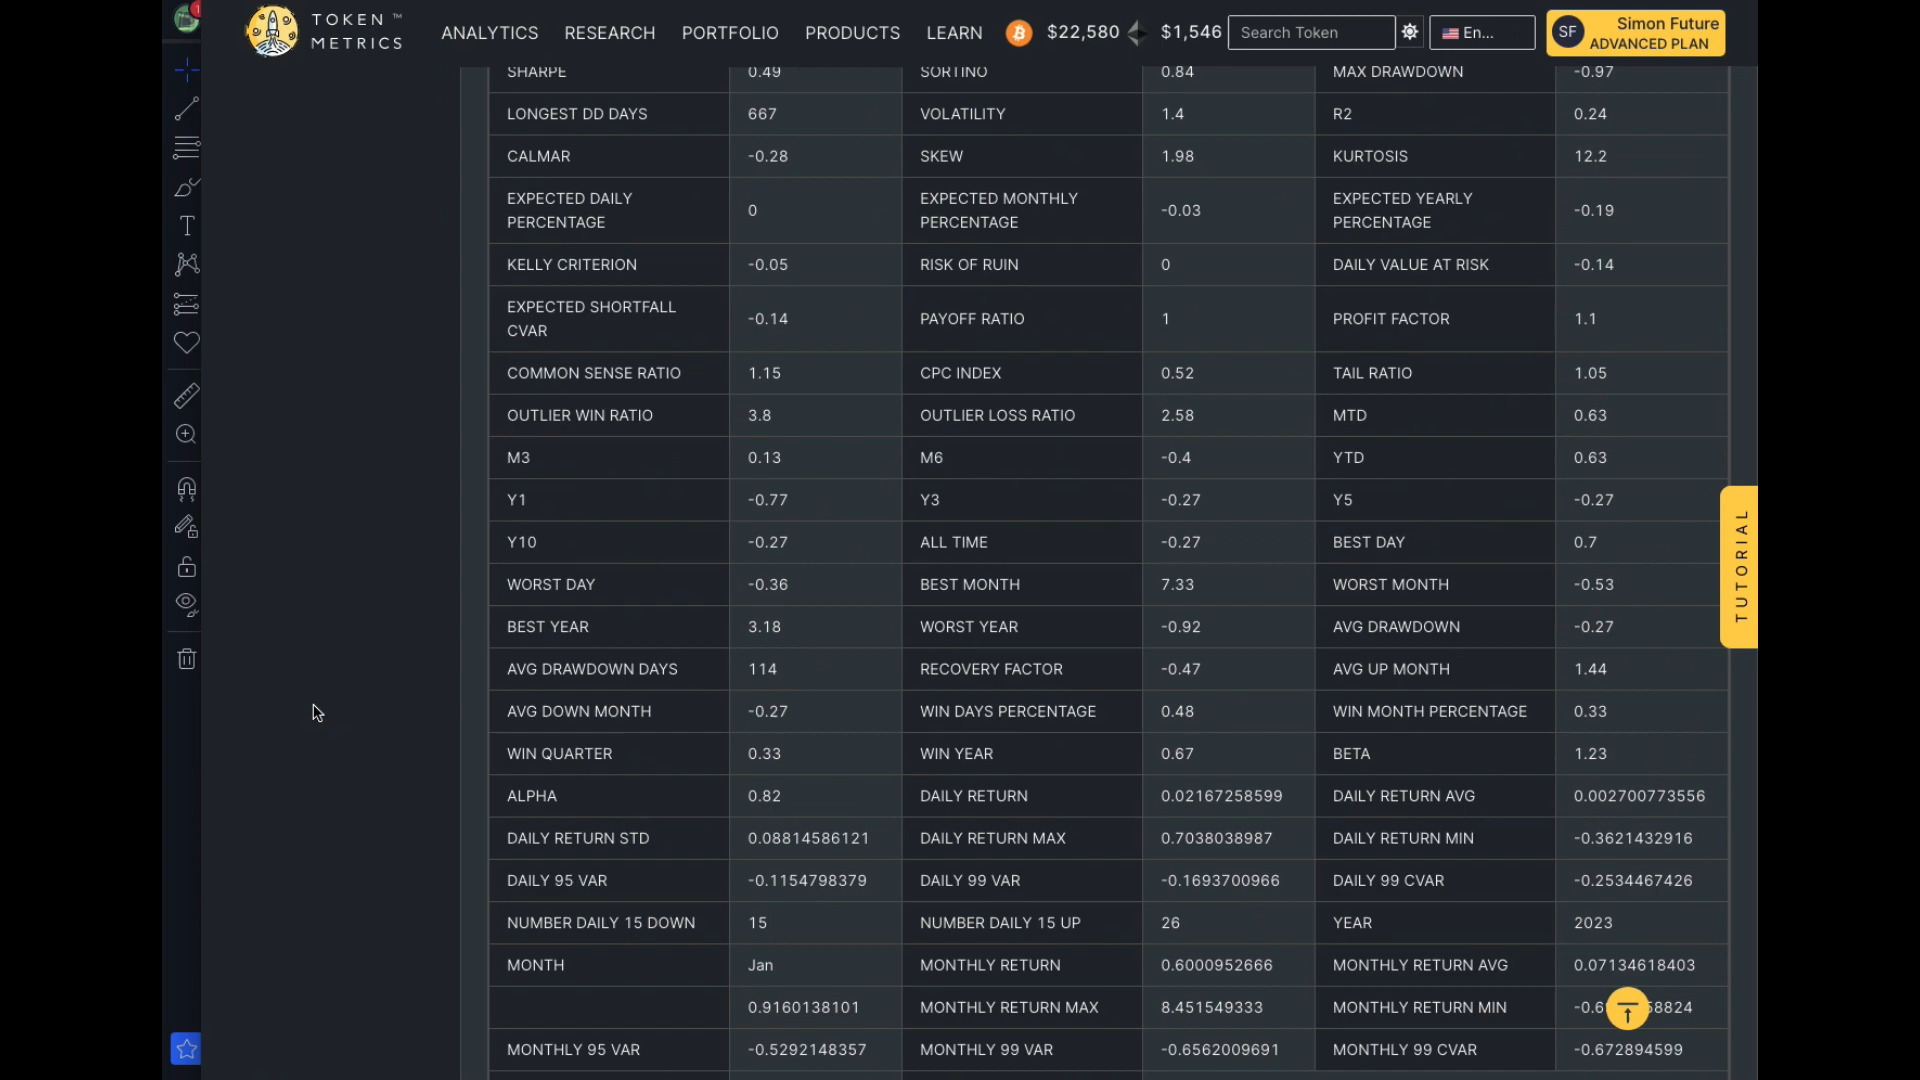 TOKEN ™
METRICS
ANALYTICS RESEARCH PORTFOLIO PRODUCTS LEARN $22,580 $1,546 Search Token En... SF Simon Future
ADVANCED PLAN
1
SHARPE 0.49 SORTINO 0.84 MAX DRAWDOWN -0.97
LONGEST DD DAYS 667 VOLATILITY 1.4 R2 0.24
CALMAR -0.28 SKEW 1.98 KURTOSIS 12.2
EXPECTED DAILY
PERCENTAGE 0 EXPECTED MONTHLY
PERCENTAGE -0.03 EXPECTED YEARLY
PERCENTAGE -0.19
KELLY CRITERION -0.05 RISK OF RUIN 0 DAILY VALUE AT RISK -0.14
EXPECTED SHORTFALL
CVAR -0.14 PAYOFF RATIO 1 PROFIT FACTOR 1.1
COMMON SENSE RATIO 1.15 CPC INDEX 0.52 TAIL RATIO 1.05
OUTLIER WIN RATIO 3.8 OUTLIER LOSS RATIO 2.58 MTD 0.63
M3 0.13 M6 -0.4 YTD 0.63
Y1 -0.77 Y3 -0.27 Y5 -0.27
Y10 -0.27 ALL TIME -0.27 BEST DAY 0.7
WORST DAY -0.36 BEST MONTH 7.33 WORST MONTH -0.53
BEST YEAR 3.18 WORST YEAR -0.92 AVG DRAWDOWN -0.27
AVG DRAWDOWN DAYS 114 RECOVERY FACTOR -0.47 AVG UP MONTH 1.44
AVG DOWN MONTH -0.27 WIN DAYS PERCENTAGE 0.48 WIN MONTH PERCENTAGE 0.33
WIN QUARTER 0.33 WIN YEAR 0.67 BETA 1.23
ALPHA 0.82 DAILY RETURN 0.02167258599 DAILY RETURN AVG 0.002700773556
DAILY RETURN STD 0.08814586121 DAILY RETURN MAX 0.7038038987 DAILY RETURN MIN -0.3621432916
DAILY 95 VAR -0.1154798379 DAILY 99 VAR -0.1693700966 DAILY 99 CVAR -0.2534467426
NUMBER DAILY 15 DOWN 15 NUMBER DAILY 15 UP 26 YEAR 2023
MONTH Jan MONTHLY RETURN 0.6000952666 MONTHLY RETURN AVG 0.07134618403
0.9160138101 MONTHLY RETURN MAX 8.451549333 MONTHLY RETURN MIN
MONTHLY 95 VAR -0.5292148357 MONTHLY 99 VAR -0.6562009691 MONTHLY 99 CVAR -0.672894599
TUTORIAL